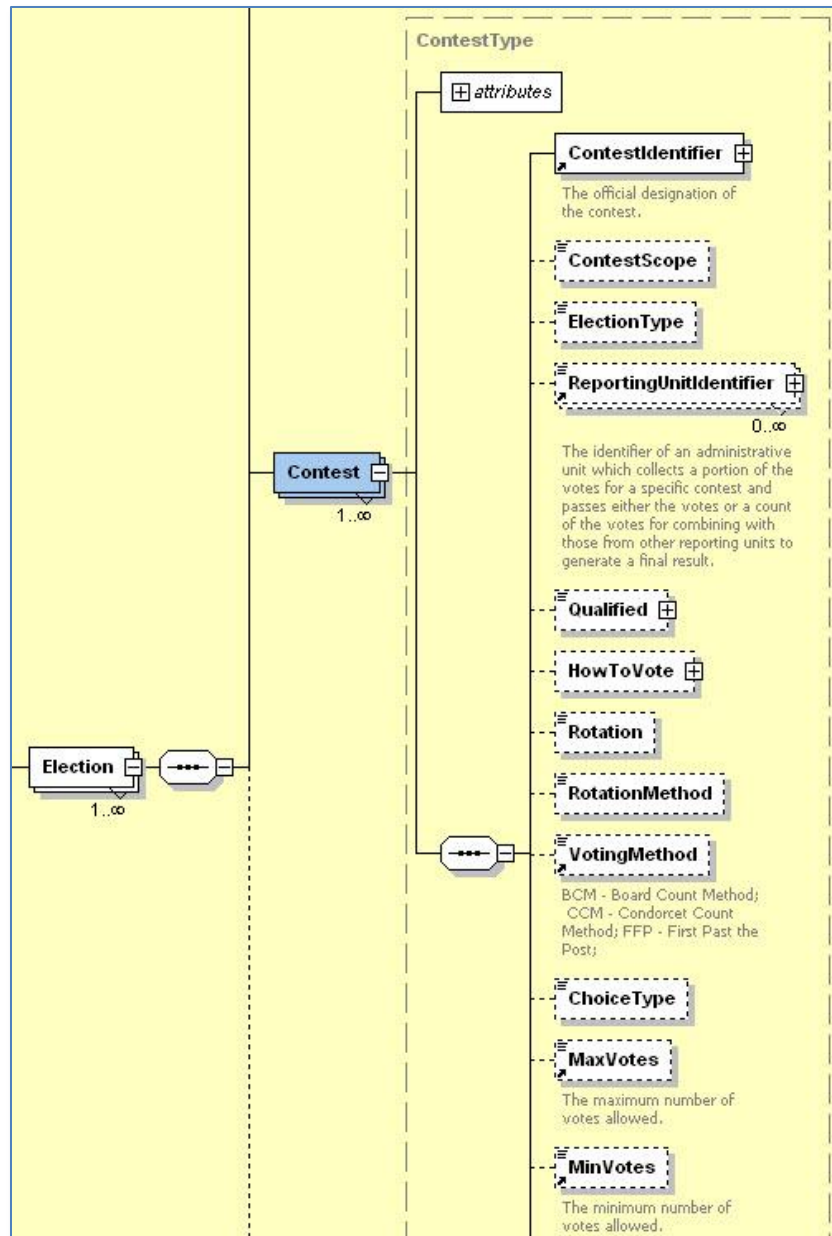 ContestType
attributes
ContestIdentifier
The official designation of
the contest.
ContestScope
ElectionType
ReportingUnitIdentifier
0..∞
The identifier of an administrative
unit which collects a portion of the
votes for a specific contest and
passes either the votes or a count
of the votes for combining with
those from other reporting units to
generate a final result.
Contest
1..∞
Qualified
HowToVote
Rotation
Election
1..∞
RotationMethod
VotingMethod
BCM - Board Count Method;
CCM - Condorcet Count
Method; FFP - First Past the
Post;
ChoiceType
MaxVotes
The maximum number of
votes allowed.
MinVotes
The minimum number of
votes allowed.